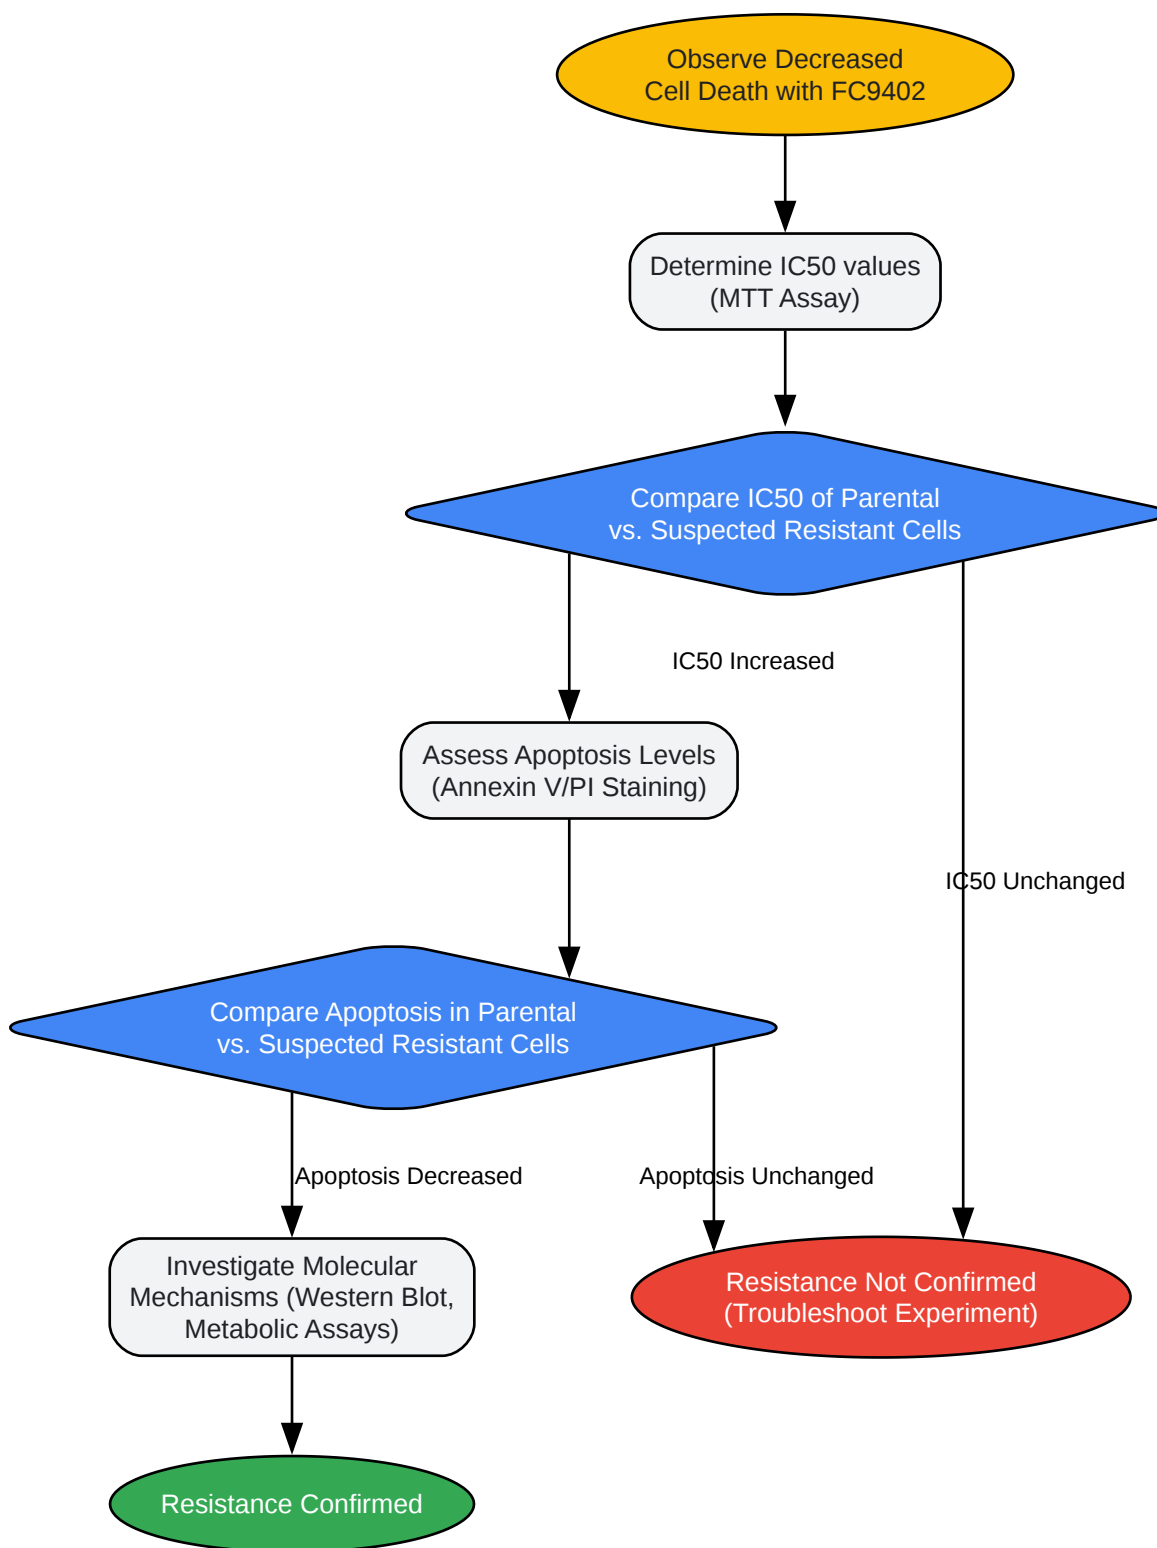 Observe Decreased
Cell Death with FC9402
Determine IC50 values
(MTT Assay)
Compare IC50 of Parental
vs. Suspected Resistant Cells
IC50 Increased
Assess Apoptosis Levels
(Annexin V/PI Staining)
IC50 Unchanged
Compare Apoptosis in Parental
vs. Suspected Resistant Cells
Apoptosis Decreased
Apoptosis Unchanged
Investigate Molecular
Mechanisms (Western Blot,
Metabolic Assays)
Resistance Not Confirmed
(Troubleshoot Experiment)
Resistance Confirmed